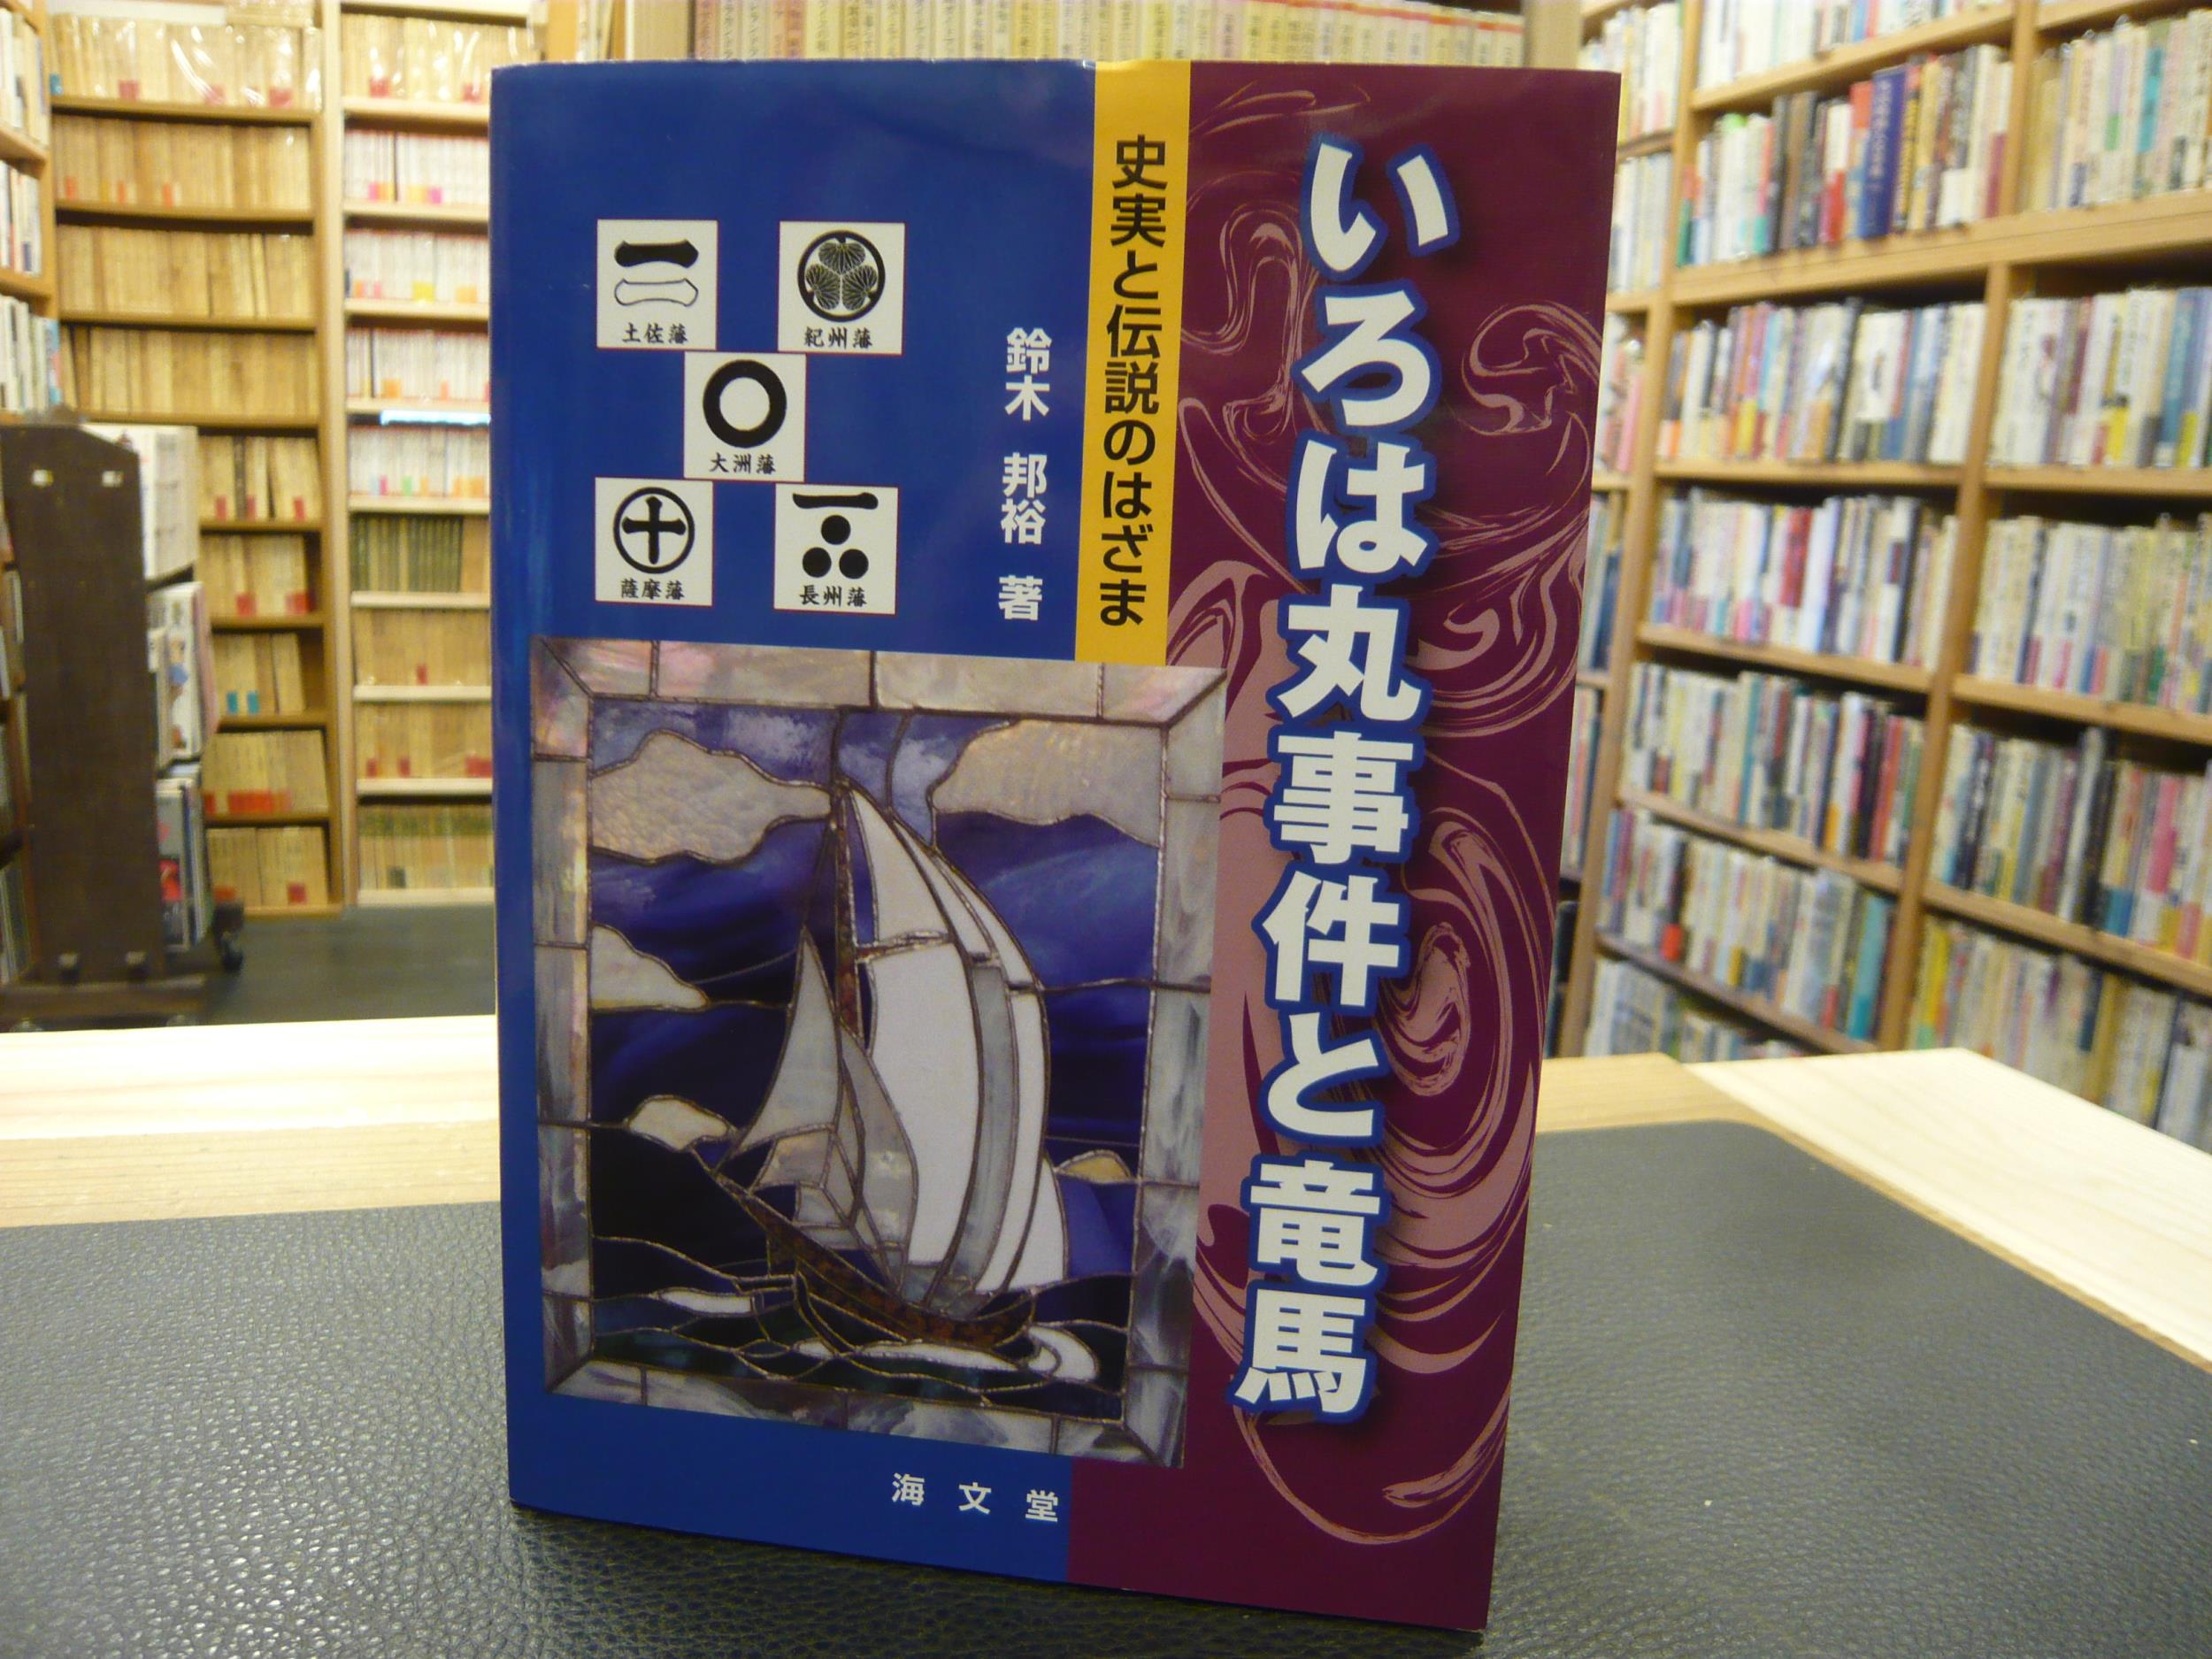 いろは丸事件と竜馬
史実と伝説のはざま
鈴木 邦裕 著
土佐藩
紀州藩
大洲藩
薩摩藩
長州藩
海文堂